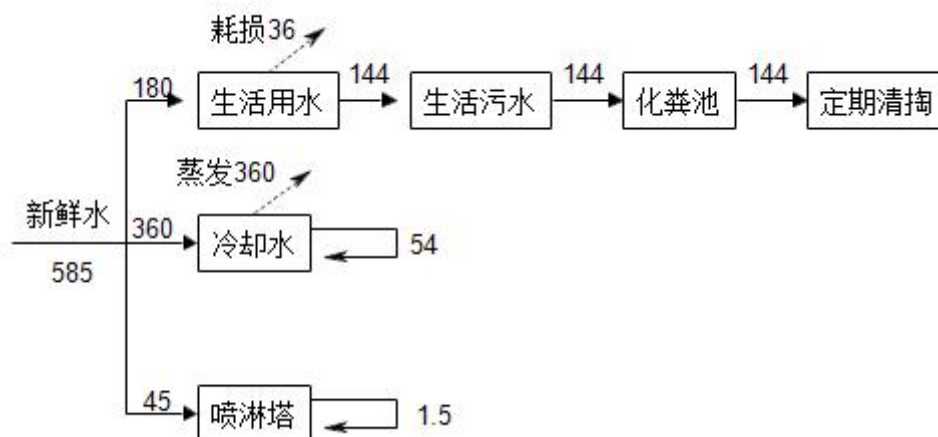 耗损36
180
生活用水
144
生活污水
144
化粪池
144
定期清掏
蒸发360
新鲜水
585
360
冷却水
54
45
喷淋塔
1.5